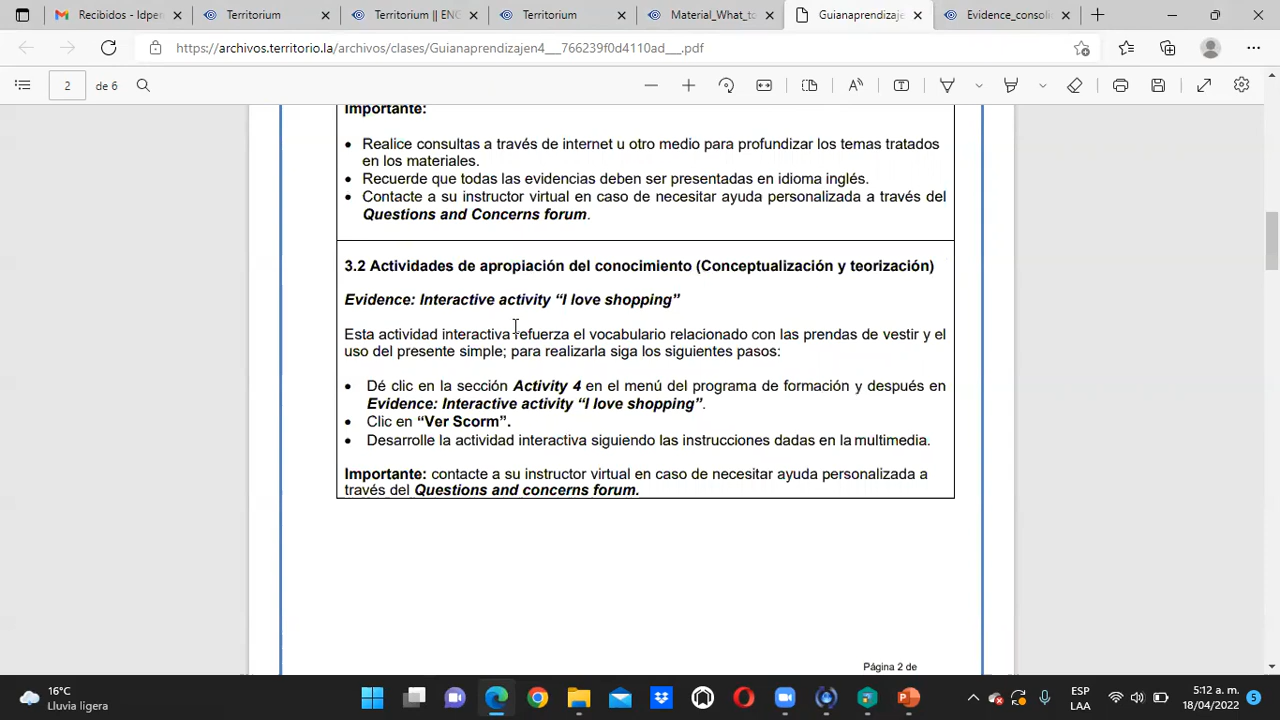 Recibidos - Idpen
Territorium
Territorium || ENG
Territorium
Material_What_to
Guianaprendizaje
Evidence_consoli
https://archivos.territorio.la/archivos/clases/Guianaprendizajen4___766239f0d4110ad___.pdf
2 de 6
Importante:
• Realice consultas a través de internet u otro medio para profundizar los temas tratados
en los materiales.
• Recuerde que todas las evidencias deben ser presentadas en idioma inglés.
• Contacte a su instructor virtual en caso de necesitar ayuda personalizada a través del
Questions and Concerns forum.
3.2 Actividades de apropiación del conocimiento (Conceptualización y teorización)
Evidence: Interactive activity “I love shopping”
Esta actividad interactiva refuerza el vocabulario relacionado con las prendas de vestir y el
uso del presente simple; para realizarla siga los siguientes pasos:
• Dé clic en la sección Activity 4 en el menú del programa de formación y después en
Evidence: Interactive activity “I love shopping”.
• Clic en “Ver Scorm”.
• Desarrolle la actividad interactiva siguiendo las instrucciones dadas en la multimedia.
Importante: contacte a su instructor virtual en caso de necesitar ayuda personalizada a
través del Questions and concerns forum.
Página 2 de
16°C
Lluvia ligera
ESP
LAA
5:12 a. m.
18/04/2022
5